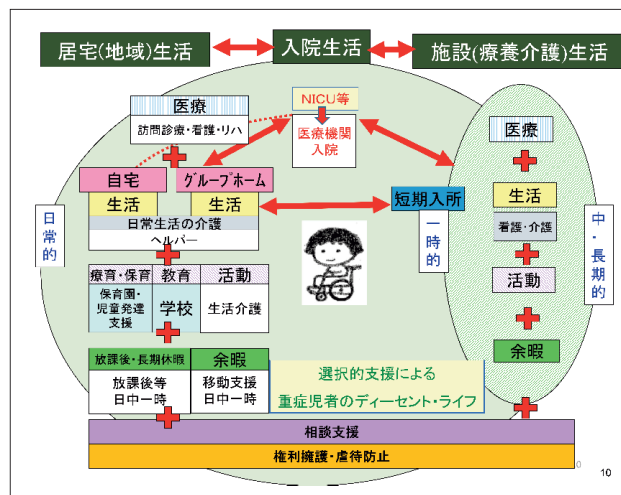 居宅(地域)生活
入院生活
施設(療養介護)生活
医療
訪問診療・看護・リハ
NICU等
医療機関
入院
自宅
グループホーム
生活
生活
日常生活の介護
ヘルパー
短期入所
日常的
一時的
中・長期的
医療
生活
看護・介護
活動
余暇
療育・保育
教育
活動
保育園・
児童発達
支援
学校
生活介護
放課後・長期休暇
余暇
放課後等
日中一時
移動支援
日中一時
選択的支援による
重症児者のディーセント・ライフ
相談支援
権利擁護・虐待防止
10